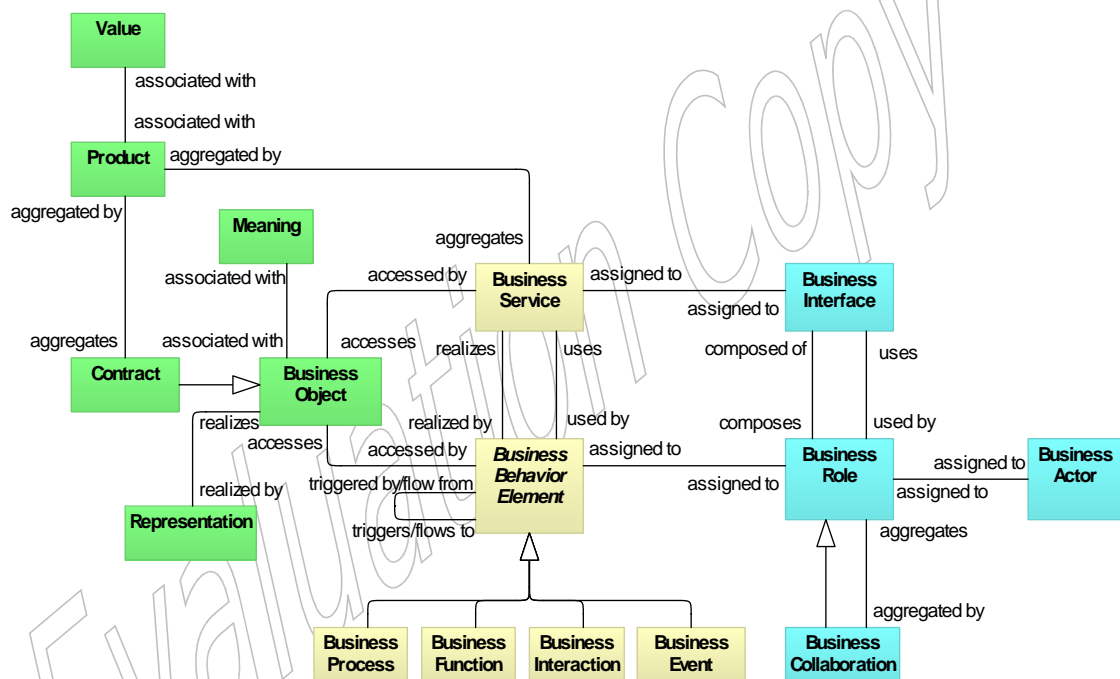 Value
associated with
associated with
Product
aggregated by
aggregated by
Meaning
aggregates
associated with
accessed by
Business
Service
assigned to
Business
Interface
assigned to
aggregates
associated with
accesses
realizes
uses
composed of
uses
Contract
Business
Object
realizes
accesses
realized by
used by
composes
used by
accessed by
Business
Behavior
Element
assigned to
Business
Role
assigned to
Business
Actor
triggered by/flow from
assigned to
assigned to
realized by
Representation
triggers/flows to
aggregates
aggregated by
Business
Process
Business
Function
Business
Interaction
Business
Event
Business
Collaboration
Evaluation Copy